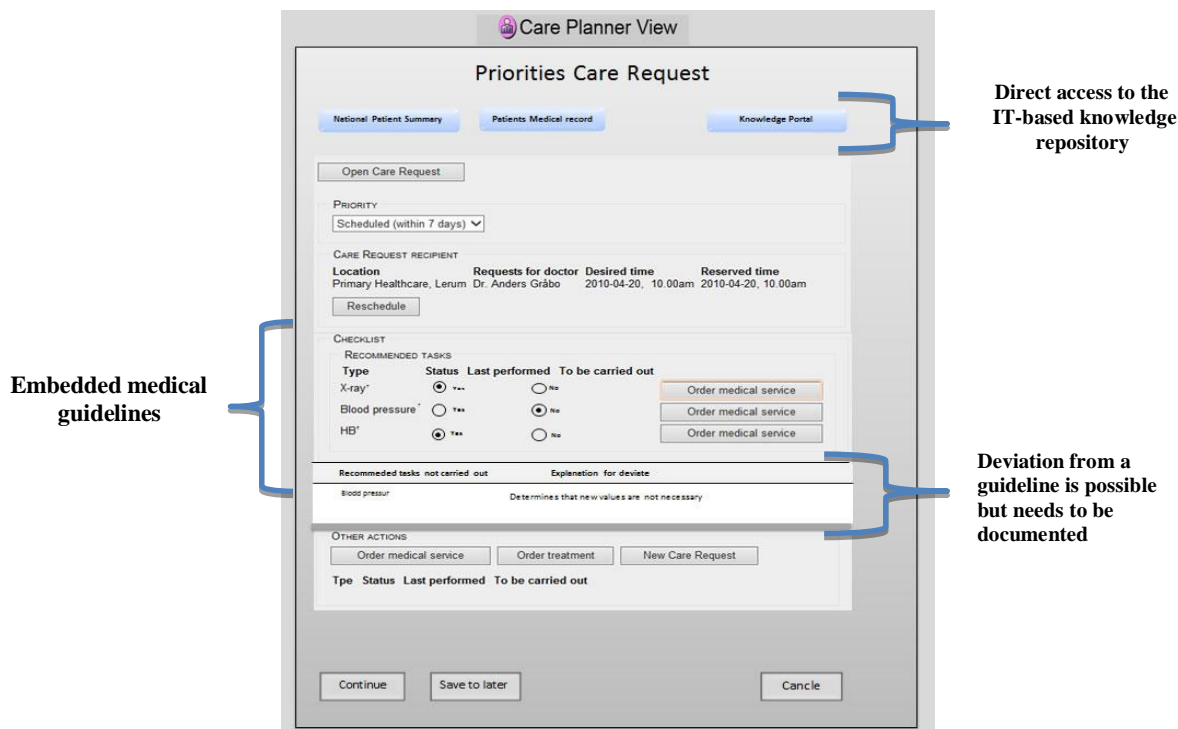 Care Planner View
Priorities Care Request
National Patient Summary
Patients Medical record
Knowledge Portal
Direct access to the
IT-based knowledge
repository
Open Care Request
PRIORITY
Scheduled (within 7 days)
CARE REQUEST RECIPIENT
Location Requests for doctor Desired time Reserved time
Primary Healthcare, Lerum Dr. Anders Gråbo 2010-04-20, 10.00am 2010-04-20, 10.00am
Reschedule
Embedded medical
guidelines
CHECKLIST
RECOMMENDED TASKS
Type Status Last performed To be carried out
X-ray* Yes No Order medical service
Blood pressure* Yes No Order medical service
HB* Yes No Order medical service
Recommeded tasks not carried out Explanation for deviate
Blodd pressur Determines that new values are not necessary
Deviation from a
guideline is possible
but needs to be
documented
OTHER ACTIONS
Order medical service Order treatment New Care Request
Tpe Status Last performed To be carried out
Continue Save to later Cancle